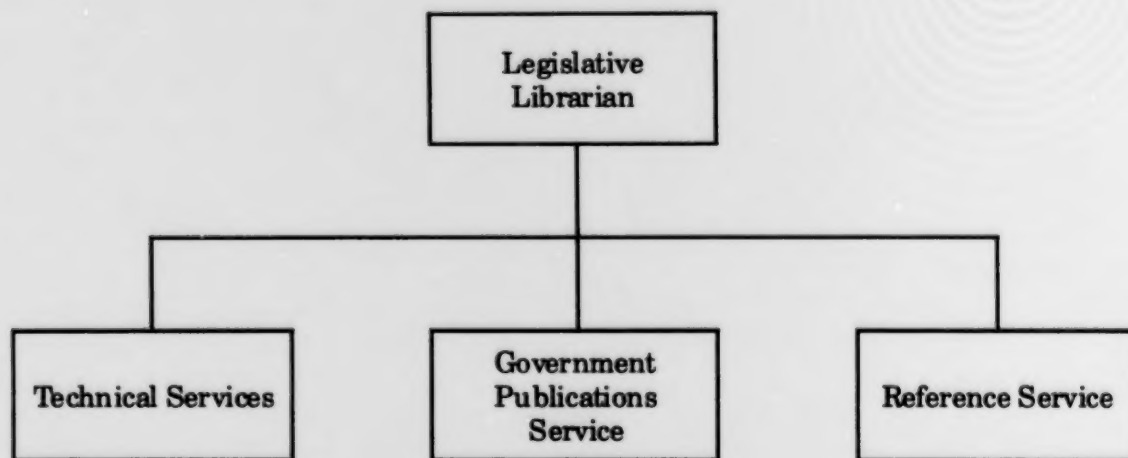 Legislative
Librarian
Technical Services
Government
Publications
Service
Reference Service